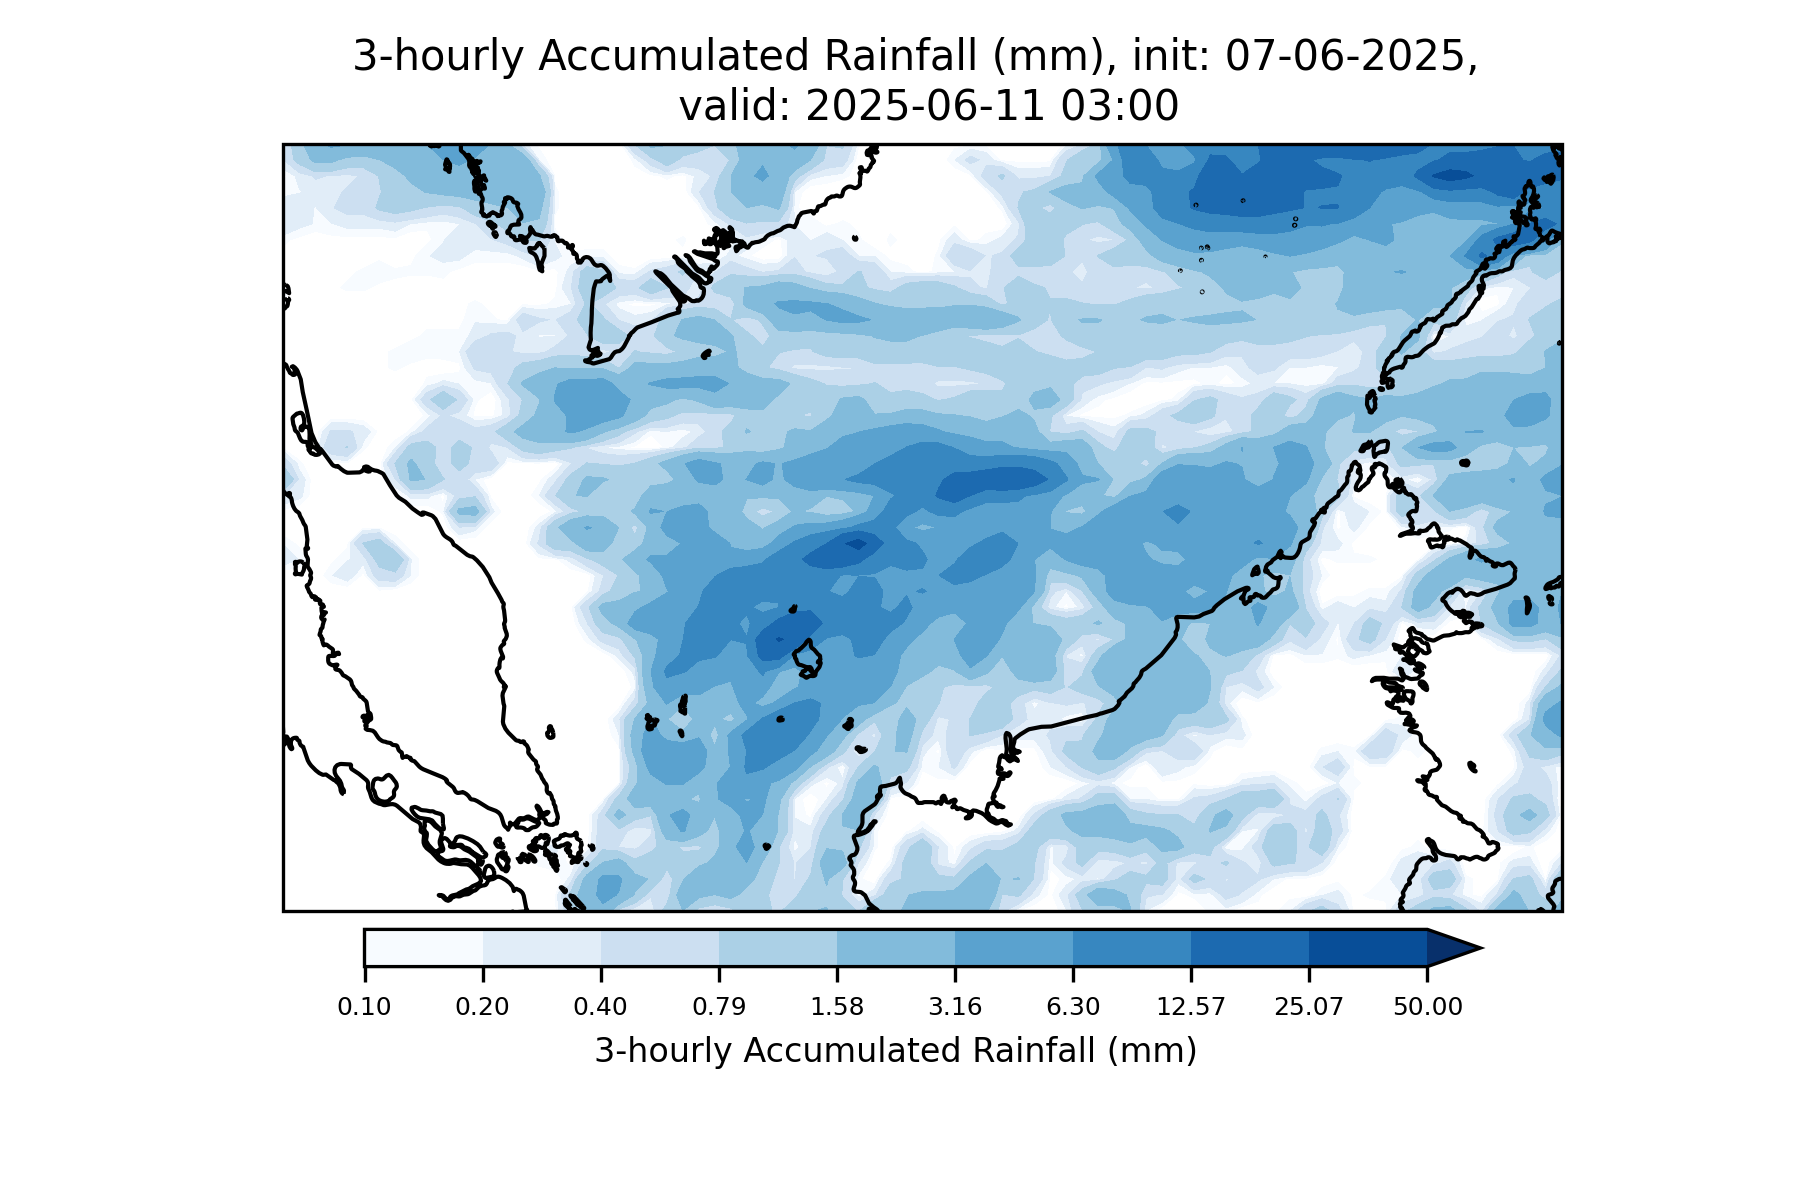 3-hourly Accumulated Rainfall (mm), init: 07-06-2025,
valid: 2025-06-11 03:00
0.10 0.20 0.40 0.79 1.58 3.16 6.30 12.57 25.07 50.00
3-hourly Accumulated Rainfall (mm)